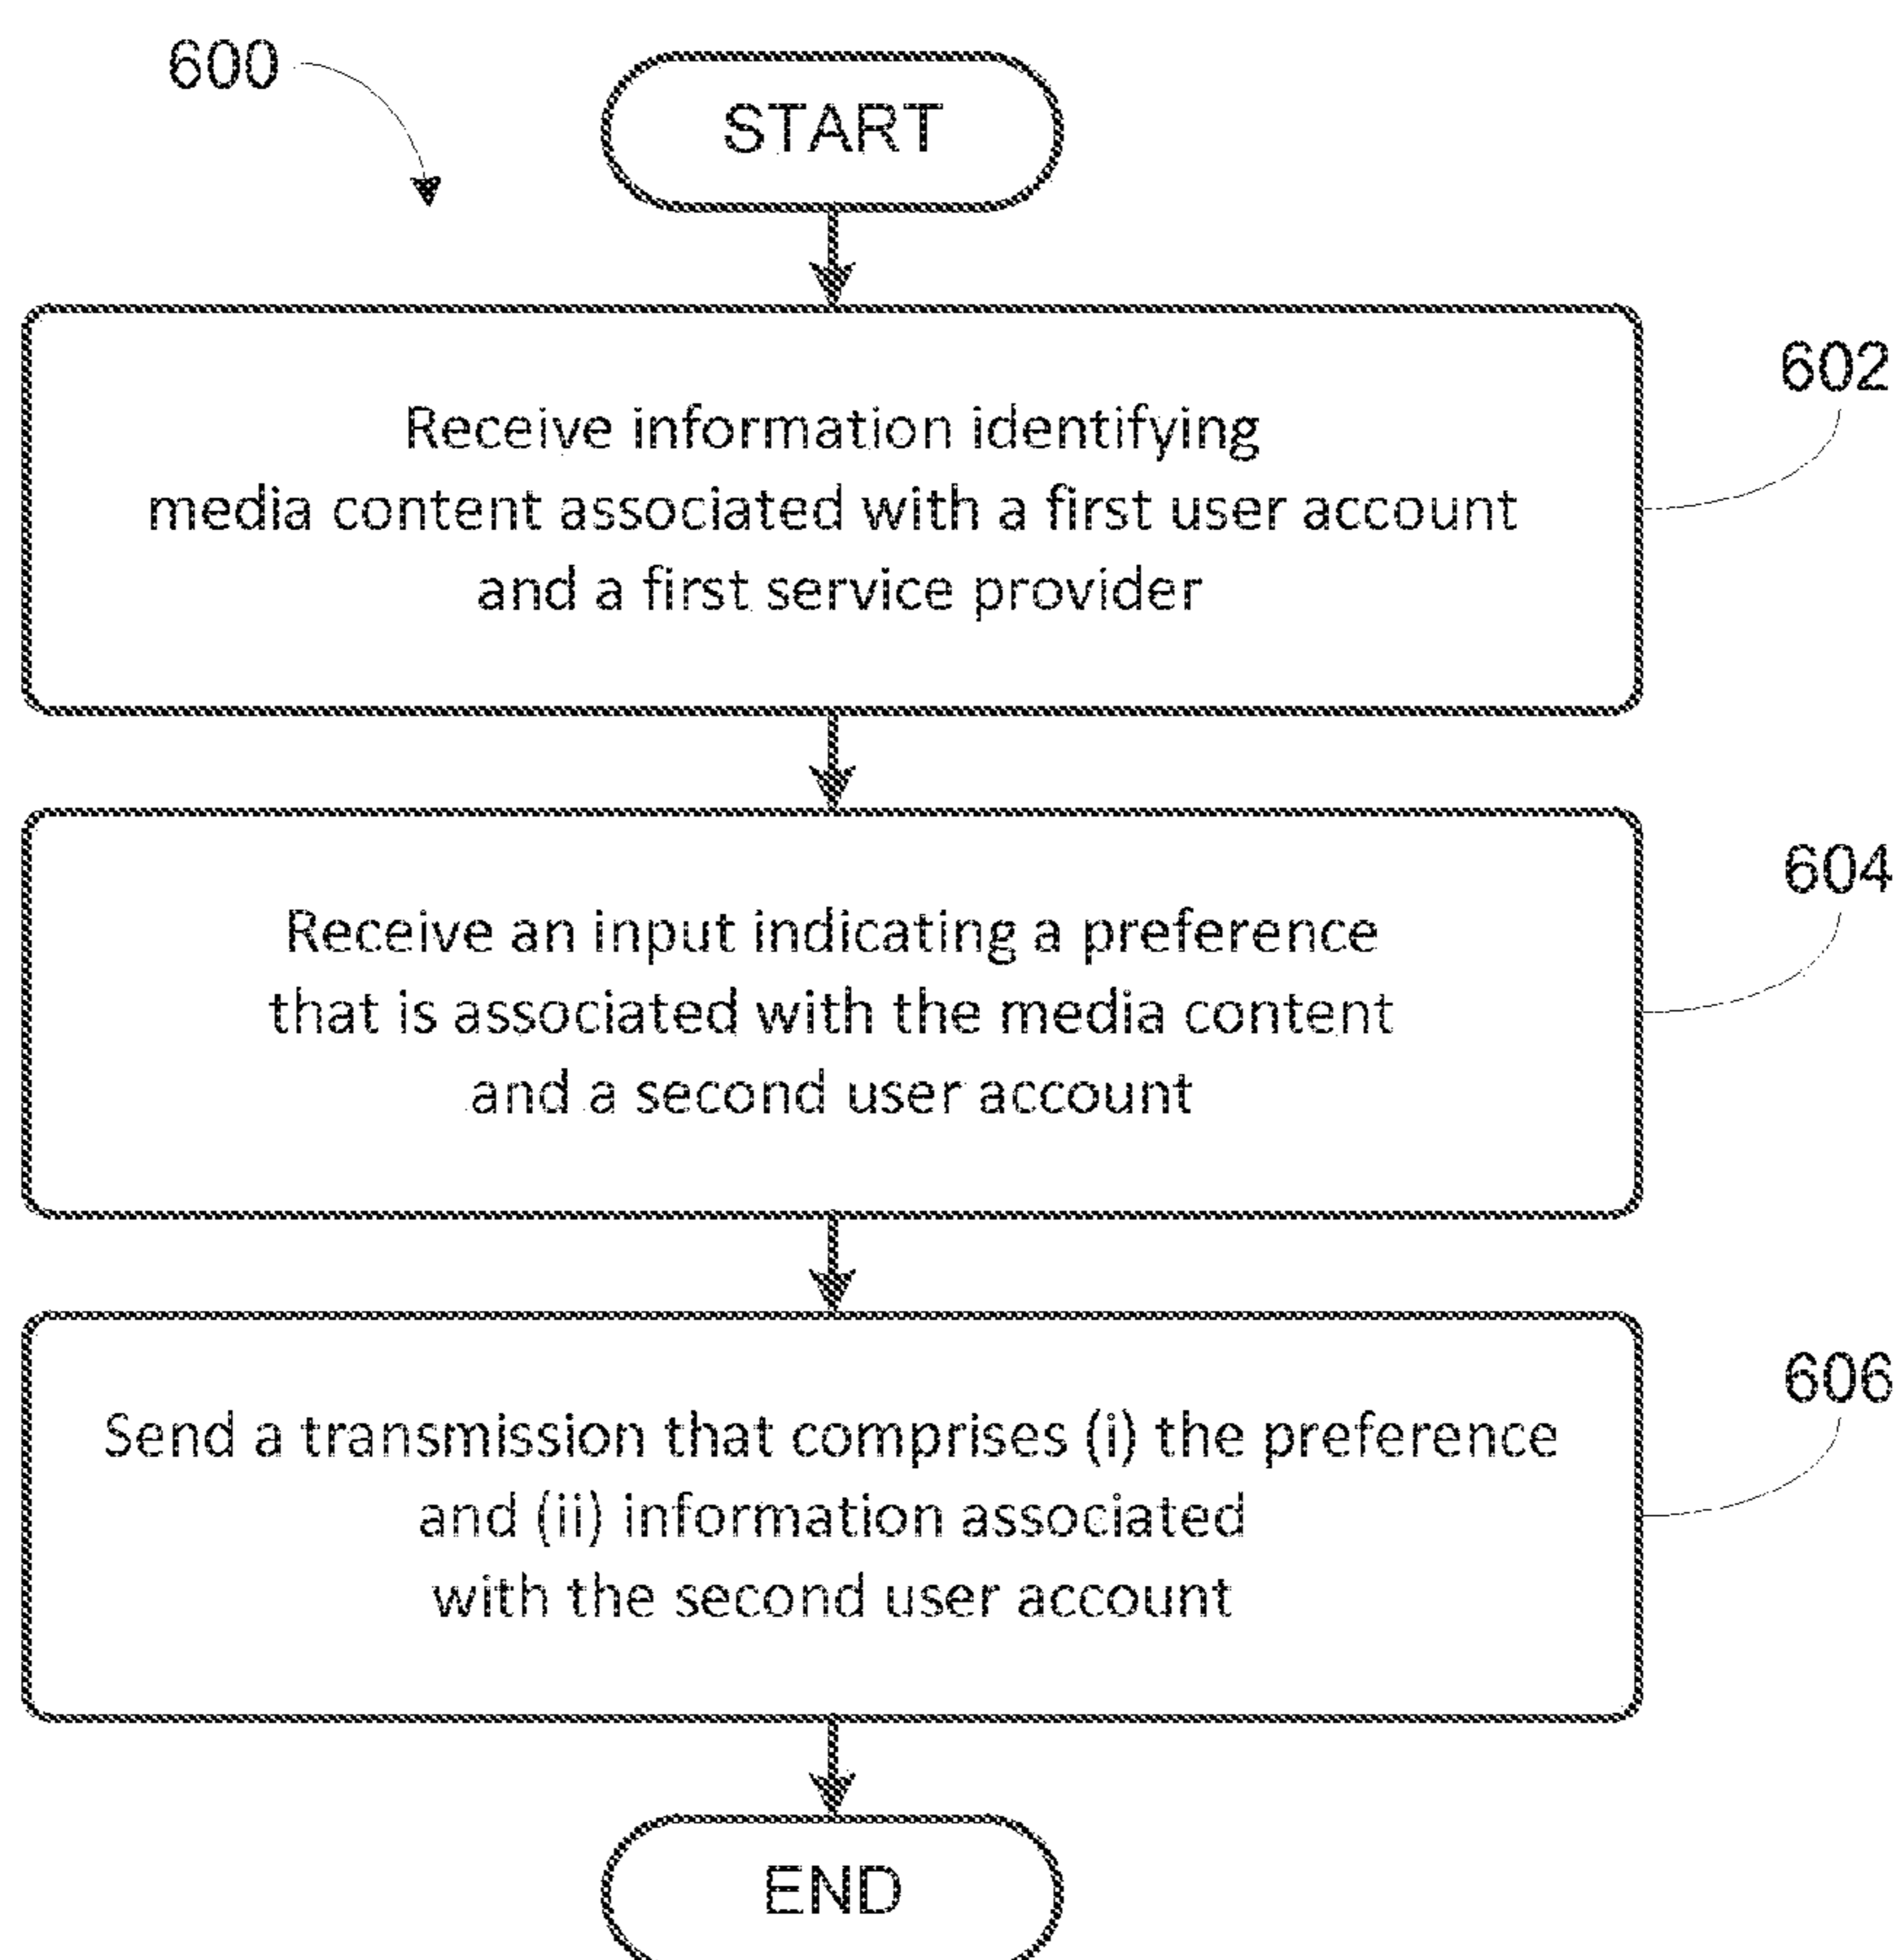 600
START
Receive information identifying
media content associated with a first user account
and a first service provider
602
Receive an input indicating a preference
that is associated with the media content
and a second user account
604
Send a transmission that comprises (i) the preference
and (ii) information associated
with the second user account
606
END